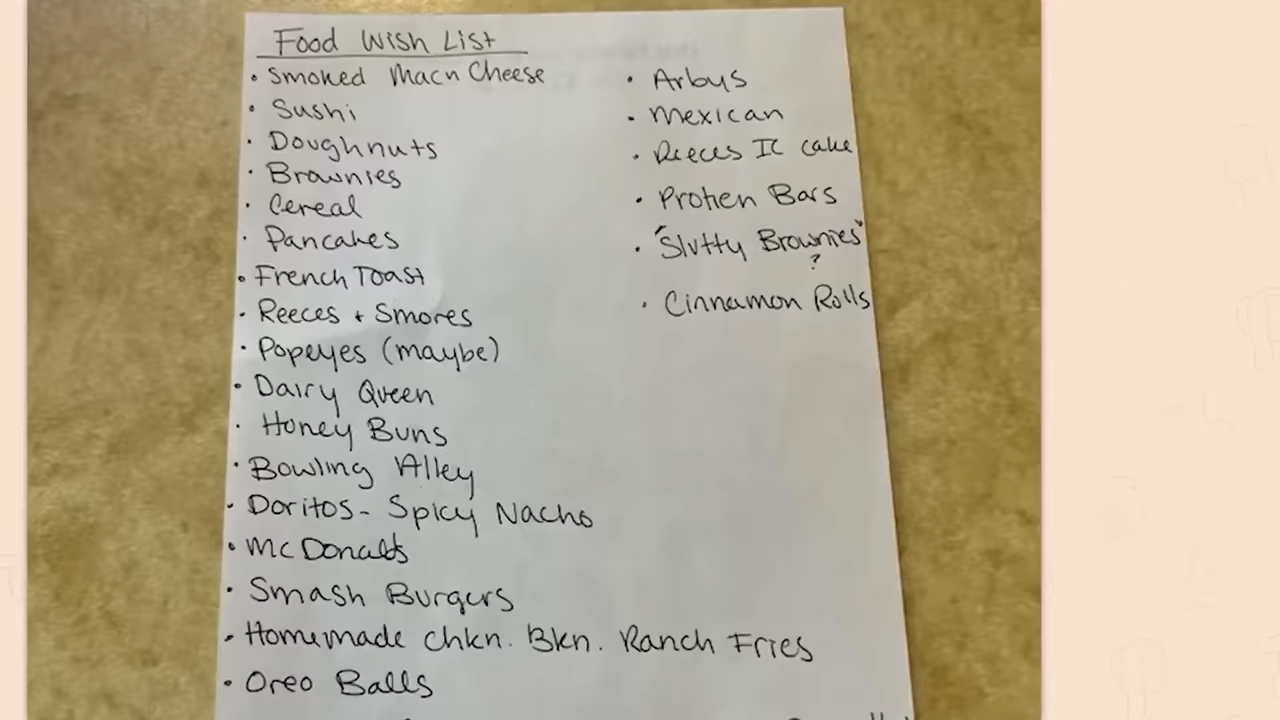 Food Wish List
• Smoked Macn Cheese
• Sushi
• Doughnuts
• Brownies
• Cereal
• Pancakes
• French Toast
• Reeces + Smores
• Popeyes (maybe)
• Dairy Queen
• Honey Buns
• Bowling Alley
• Doritos - Spicy Nacho
• McDonalds
• Smash Burgers
• Homemade Chkn. Bkn. Ranch Fries
• Oreo Balls
• Arbys
• Mexican
• Reeces IC cake
• Protien Bars
• "Slutty Brownies"
?
• Cinnamon Rolls